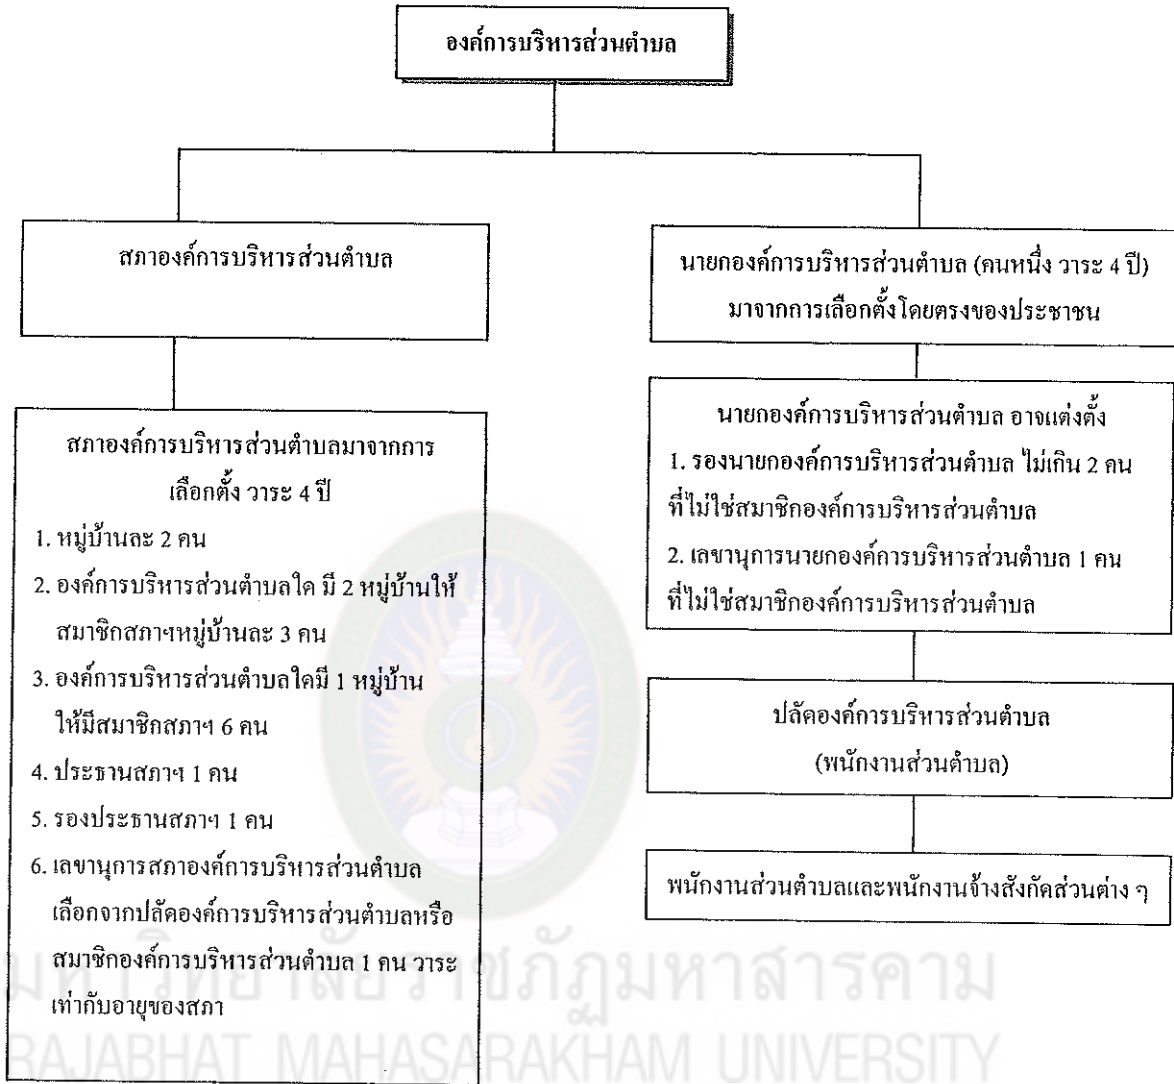 องค์การบริหารส่วนตำบล
สภาองค์การบริหารส่วนตำบล
นายกองค์การบริหารส่วนตำบล (คนหนึ่ง วาระ 4 ปี)
มาจากการเลือกตั้งโดยตรงของประชาชน
สภาองค์การบริหารส่วนตำบลมาจากการ
เลือกตั้ง วาระ 4 ปี
1. หมู่บ้านละ 2 คน
2. องค์การบริหารส่วนตำบลใด มี 2 หมู่บ้านให้
สมาชิกสภาฯหมู่บ้านละ 3 คน
3. องค์การบริหารส่วนตำบลใดมี 1 หมู่บ้าน
ให้มีสมาชิกสภาฯ 6 คน
4. ประธานสภาฯ 1 คน
5. รองประธานสภาฯ 1 คน
6. เลขานุการสภาองค์การบริหารส่วนตำบล
เลือกจากปลัดองค์การบริหารส่วนตำบลหรือ
สมาชิกองค์การบริหารส่วนตำบล 1 คน วาระ
เท่ากับอายุของสภา
นายกองค์การบริหารส่วนตำบล อาจแต่งตั้ง
1. รองนายกองค์การบริหารส่วนตำบล ไม่เกิน 2 คน
ที่ไม่ใช่สมาชิกองค์การบริหารส่วนตำบล
2. เลขานุการนายกองค์การบริหารส่วนตำบล 1 คน
ที่ไม่ใช่สมาชิกองค์การบริหารส่วนตำบล
ปลัดองค์การบริหารส่วนตำบล
(พนักงานส่วนตำบล)
พนักงานส่วนตำบลและพนักงานจ้างสังกัดส่วนต่าง ๆ
มหาวิทยาลัยราชภัฏมหาสารคาม
RAJABHAT MAHASARAKHAM UNIVERSITY